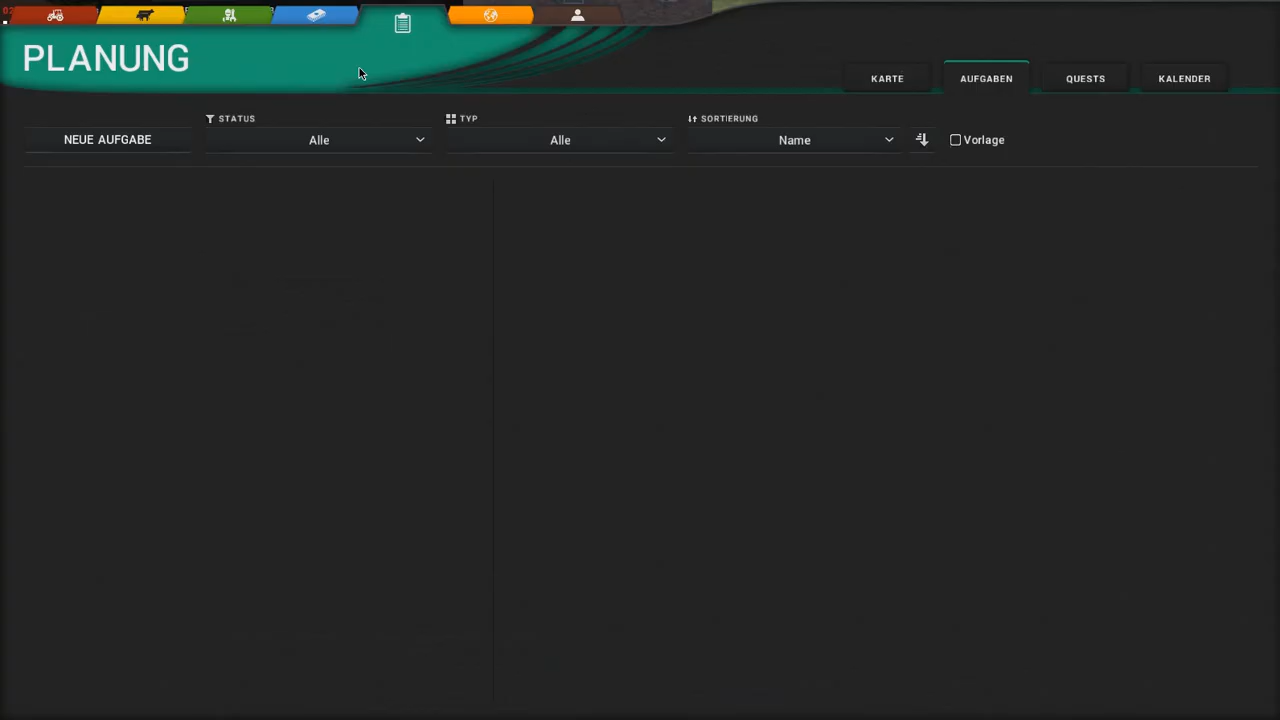 PLANUNG
KARTE
AUFGABEN
QUESTS
KALENDER
STATUS
TYP
SORTIERUNG
NEUE AUFGABE
Alle
Alle
Name
Vorlage